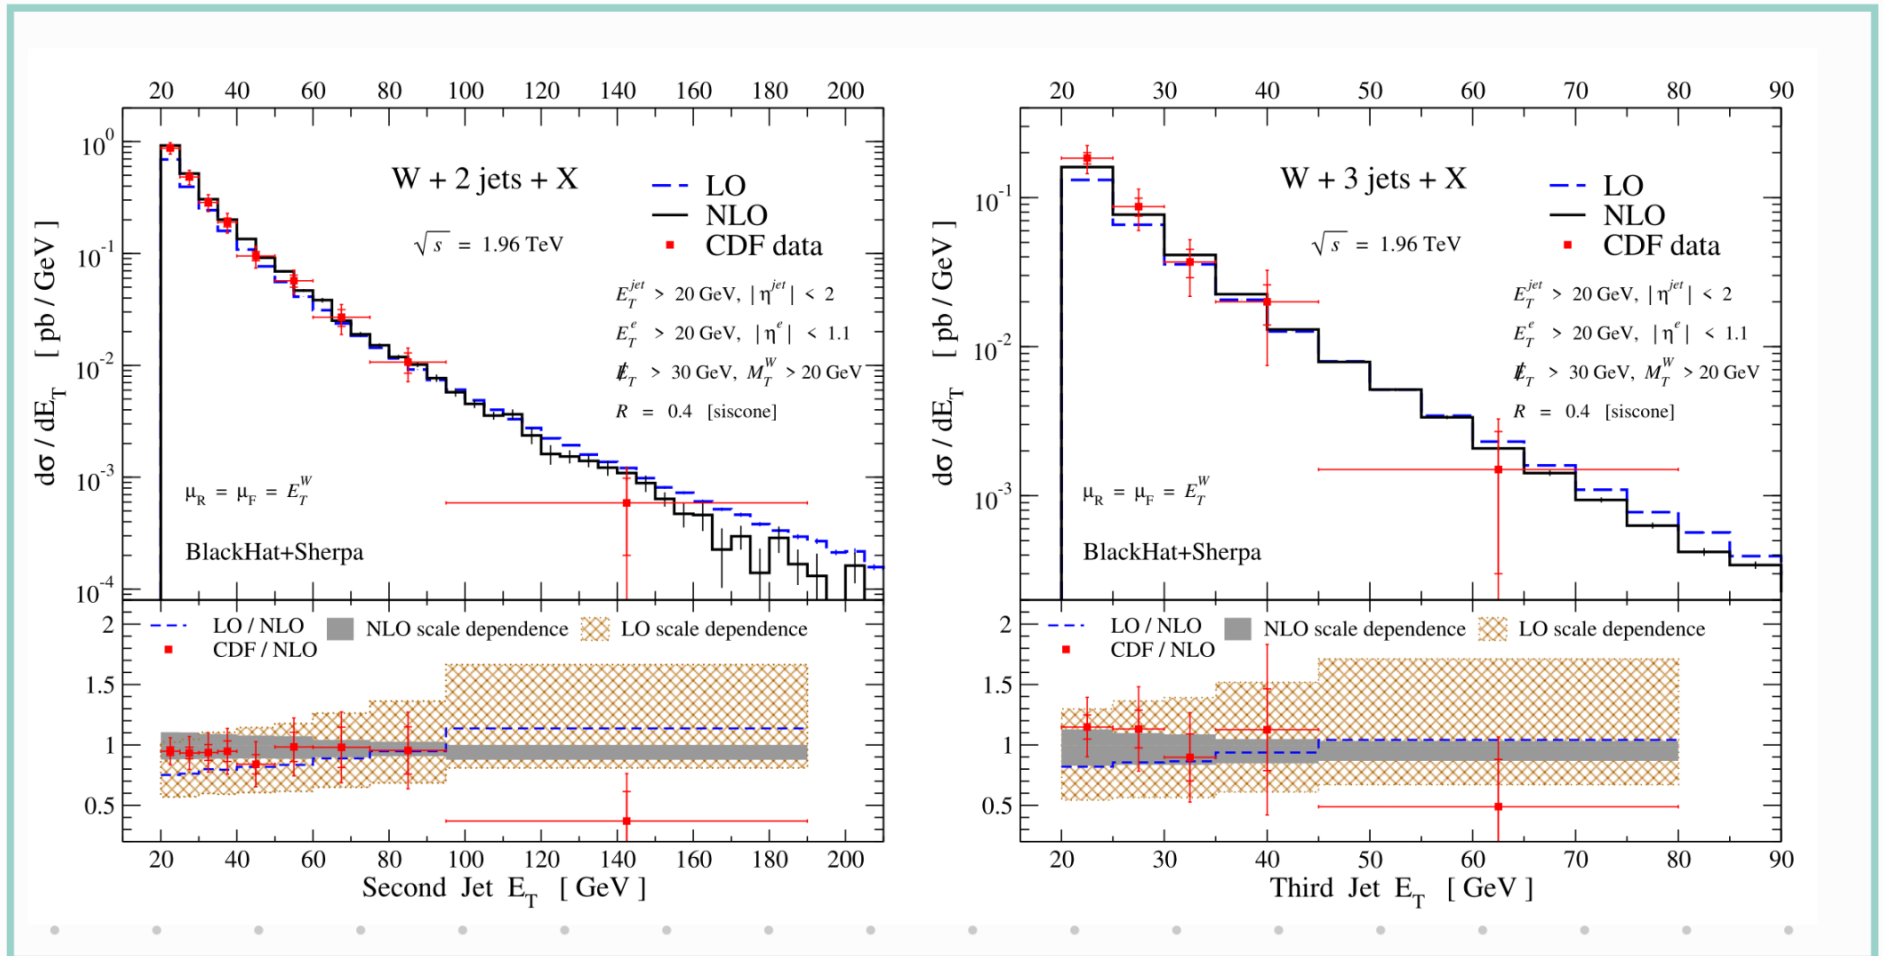 20 40 60 80 100 120 140 160 180 200
10^0
10^-1
10^-2
10^-3
10^-4
dσ / dE_T [ pb / GeV ]
W + 2 jets + X
√s = 1.96 TeV
LO
NLO
CDF data
E_T^jet > 20 GeV, | η^jet | < 2
E_T^e > 20 GeV, | η^e | < 1.1
E̸_T > 30 GeV, M_T^W > 20 GeV
R = 0.4 [siscone]
μ_R = μ_F = E_T^W
BlackHat+Sherpa
LO / NLO
CDF / NLO
NLO scale dependence
LO scale dependence
2
1.5
1
0.5
20 40 60 80 100 120 140 160 180 200
Second Jet E_T [ GeV ]
20 30 40 50 60 70 80 90
10^-1
10^-2
10^-3
dσ / dE_T [ pb / GeV ]
W + 3 jets + X
√s = 1.96 TeV
LO
NLO
CDF data
E_T^jet > 20 GeV, | η^jet | < 2
E_T^e > 20 GeV, | η^e | < 1.1
E̸_T > 30 GeV, M_T^W > 20 GeV
R = 0.4 [siscone]
μ_R = μ_F = E_T^W
BlackHat+Sherpa
LO / NLO
CDF / NLO
NLO scale dependence
LO scale dependence
2
1.5
1
0.5
20 30 40 50 60 70 80 90
Third Jet E_T [ GeV ]